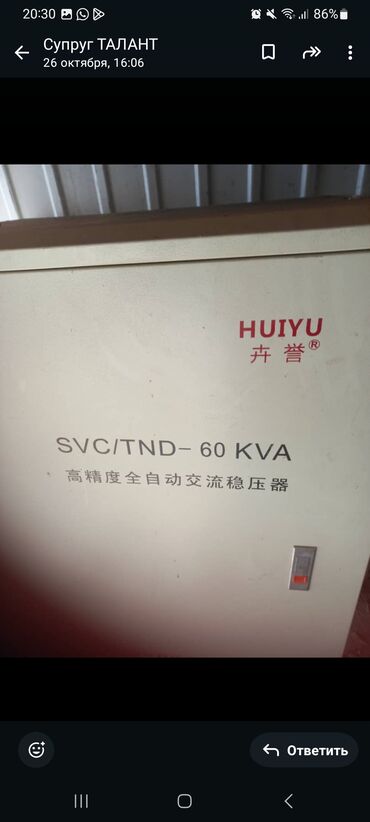 20:30 86%
Супруг ТАЛАНТ
26 октября, 16:06
HUIYU
卉誉®
SVC/TND- 60 KVA
高精度全自动交流稳压器
Ответить